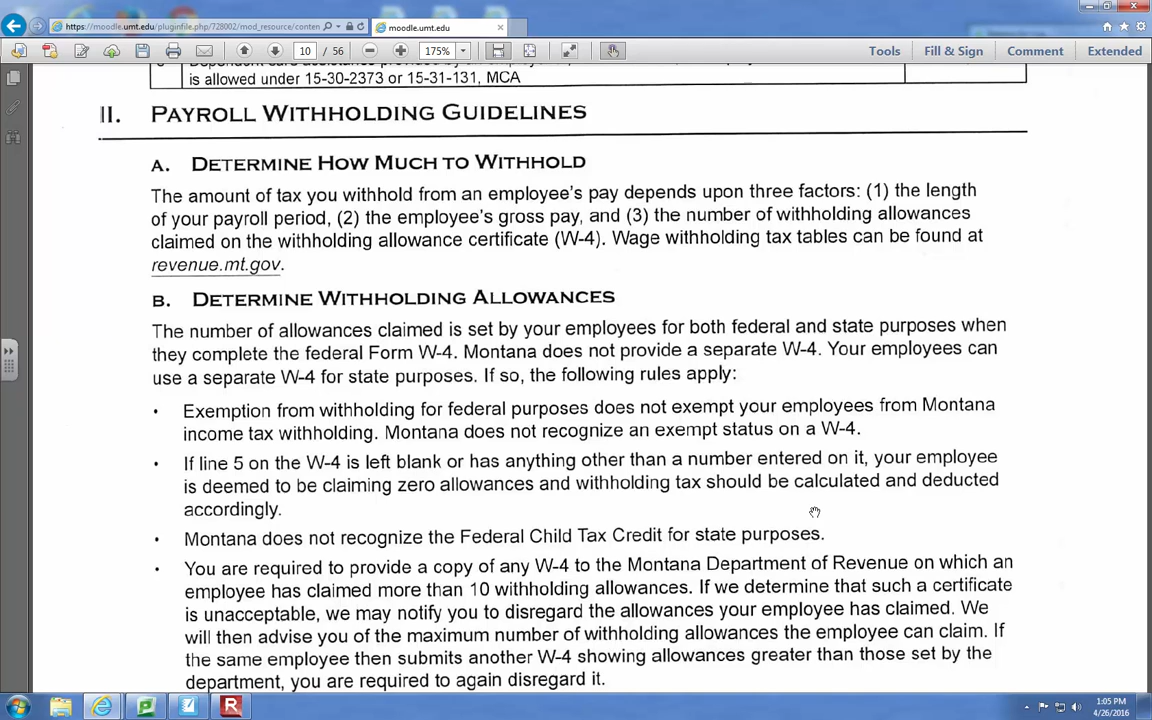 https://moodle.umt.edu/pluginfile.php/728002/mod_resource/conten
moodle.umt.edu
10 / 56
175%
Tools
Fill & Sign
Comment
Extended
is allowed under 15-30-2373 or 15-31-131, MCA
II. PAYROLL WITHHOLDING GUIDELINES
A. DETERMINE HOW MUCH TO WITHHOLD
The amount of tax you withhold from an employee's pay depends upon three factors: (1) the length
of your payroll period, (2) the employee's gross pay, and (3) the number of withholding allowances
claimed on the withholding allowance certificate (W-4). Wage withholding tax tables can be found at
revenue.mt.gov.
B. DETERMINE WITHHOLDING ALLOWANCES
The number of allowances claimed is set by your employees for both federal and state purposes when
they complete the federal Form W-4. Montana does not provide a separate W-4. Your employees can
use a separate W-4 for state purposes. If so, the following rules apply:
• Exemption from withholding for federal purposes does not exempt your employees from Montana
income tax withholding. Montana does not recognize an exempt status on a W-4.
• If line 5 on the W-4 is left blank or has anything other than a number entered on it, your employee
is deemed to be claiming zero allowances and withholding tax should be calculated and deducted
accordingly.
• Montana does not recognize the Federal Child Tax Credit for state purposes.
• You are required to provide a copy of any W-4 to the Montana Department of Revenue on which an
employee has claimed more than 10 withholding allowances. If we determine that such a certificate
is unacceptable, we may notify you to disregard the allowances your employee has claimed. We
will then advise you of the maximum number of withholding allowances the employee can claim. If
the same employee then submits another W-4 showing allowances greater than those set by the
department, you are required to again disregard it.
1:05 PM
4/26/2016